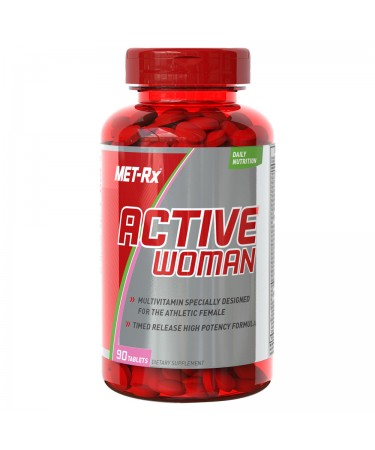 DAILY
NUTRITION
MET-Rx
ACTIVE
WOMAN
» MULTIVITAMIN SPECIALLY DESIGNED
FOR THE ATHLETIC FEMALE
» TIMED RELEASE HIGH POTENCY FORMULA
90 TABLETS
DIETARY SUPPLEMENT